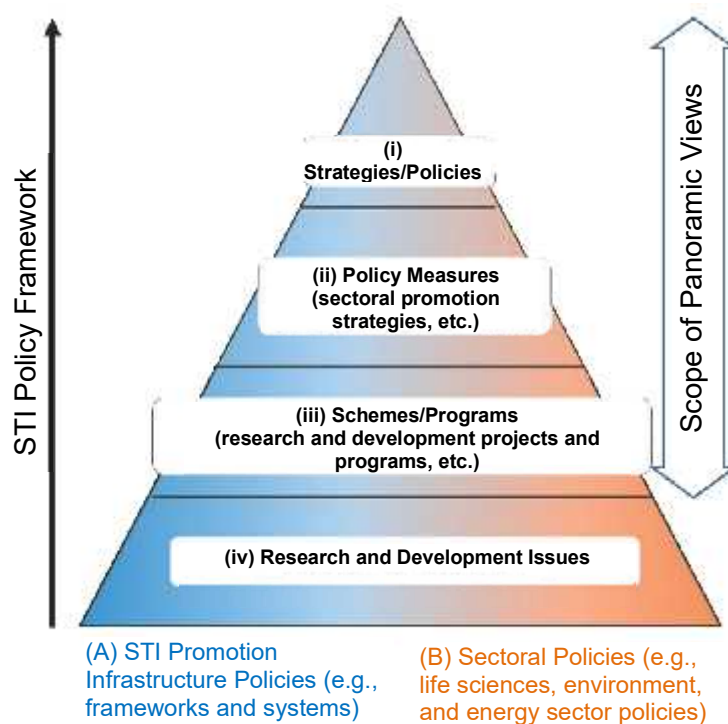 STI Policy Framework
(i)
Strategies/Policies
(ii) Policy Measures
(sectoral promotion
strategies, etc.)
(iii) Schemes/Programs
(research and development projects and
programs, etc.)
(iv) Research and Development Issues
Scope of Panoramic Views
(A) STI Promotion
Infrastructure Policies (e.g.,
frameworks and systems)
(B) Sectoral Policies (e.g.,
life sciences, environment,
and energy sector policies)